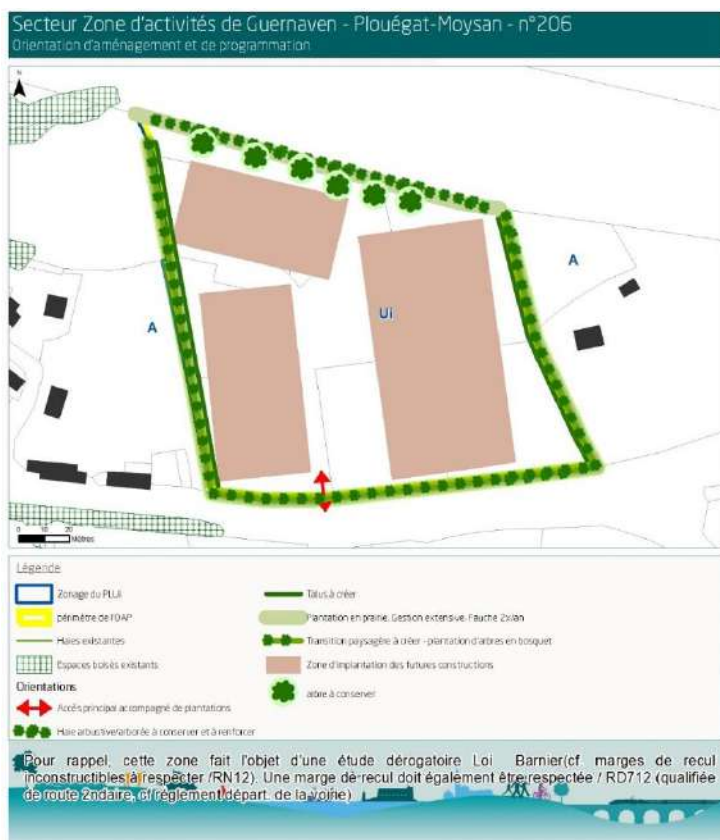 Secteur Zone d'activités de Guernaven - Plouégat-Moysan - n°206
Orientation d'aménagement et de programmation
N
A
Ui
A
0 10 20
Mètres
Légende
Zonage du PLUi
périmètre de l'OAP
Haies existantes
Espaces boisés existants
Orientations
Accès principal accompagné de plantations
Haie arbustive/arborée à conserver et à renforcer
Talus à créer
Plantation en prairie. Gestion extensive. Fauche 2x/an
Transition paysagère à créer - plantation d'arbres en bosquet
Zone d'implantation des futures constructions
arbre à conserver
Pour rappel, cette zone fait l'objet d'une étude dérogatoire Loi Barnier(cf. marges de recul
inconstructibles à respecter /RN12). Une marge de recul doit également être respectée / RD712 (qualifiée
de route 2ndaire, cf règlement départ. de la voirie)